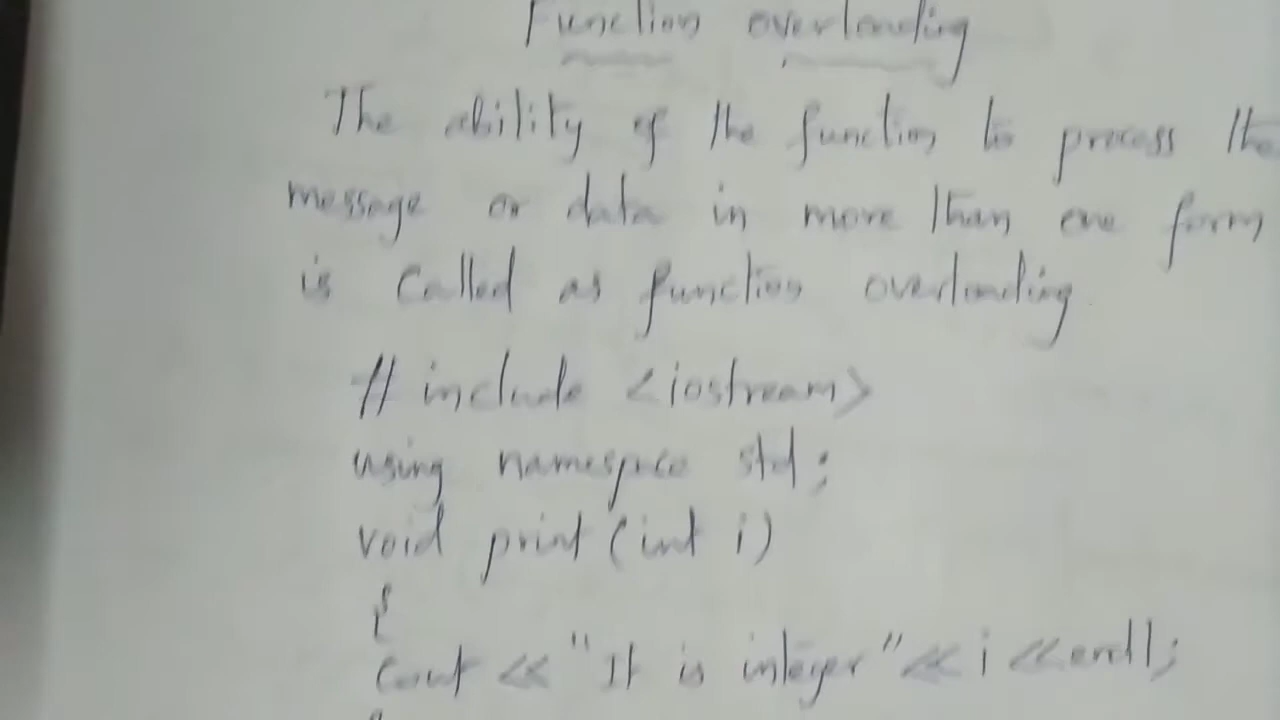 Function overloading
The ability of the function to process the
message or data in more than one form
is called as function overloading.
# include <iostream>
using namespace std;
void print (int i)
{
cout << "It is integer" << i << endl;